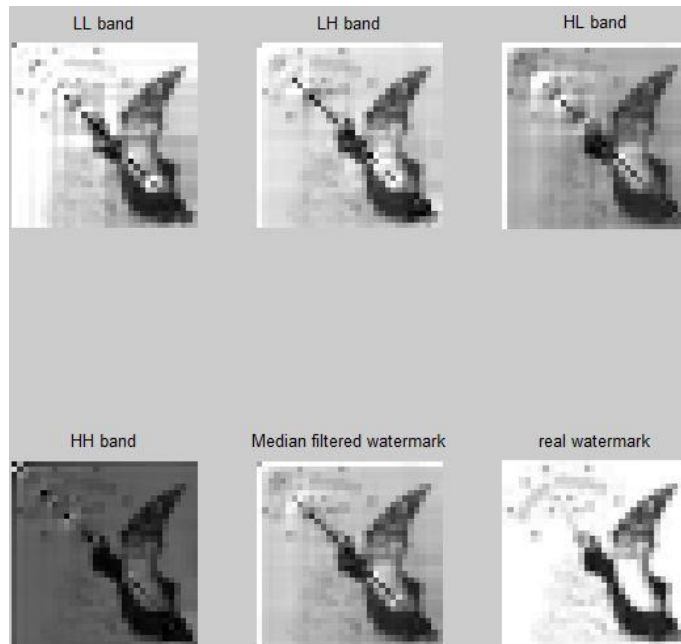 LL band
LH band
HL band
HH band
Median filtered watermark
real watermark